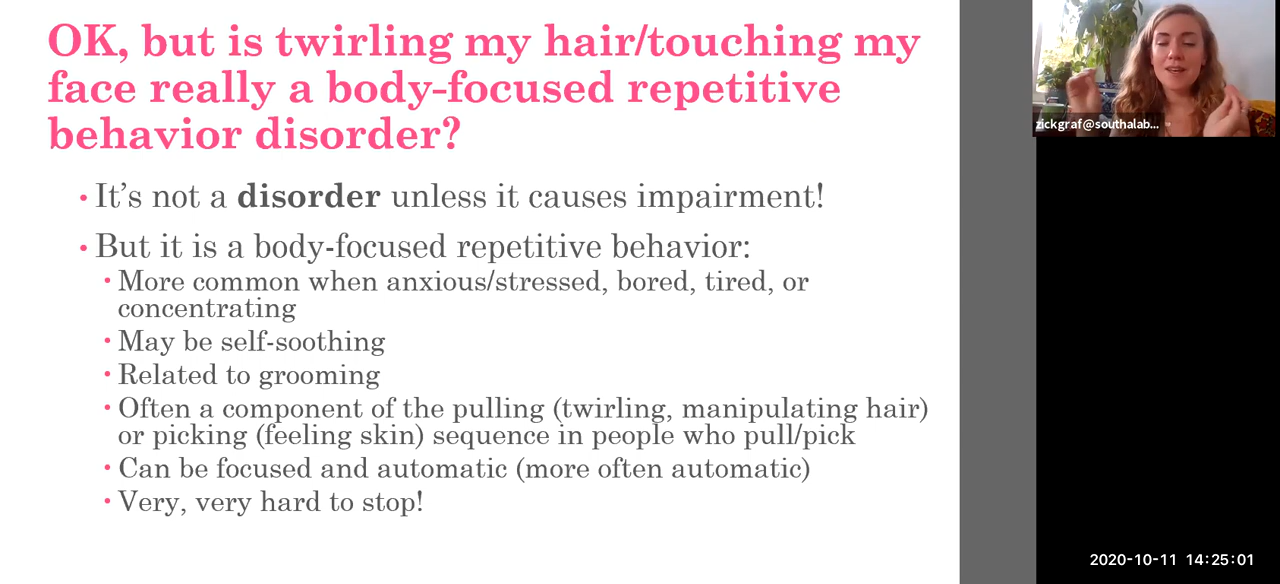 OK, but is twirling my hair/touching my
face really a body-focused repetitive
behavior disorder?
• It’s not a disorder unless it causes impairment!
• But it is a body-focused repetitive behavior:
• More common when anxious/stressed, bored, tired, or
concentrating
• May be self-soothing
• Related to grooming
• Often a component of the pulling (twirling, manipulating hair)
or picking (feeling skin) sequence in people who pull/pick
• Can be focused and automatic (more often automatic)
• Very, very hard to stop!
zickgraf@southalab...
2020-10-11 14:25:01